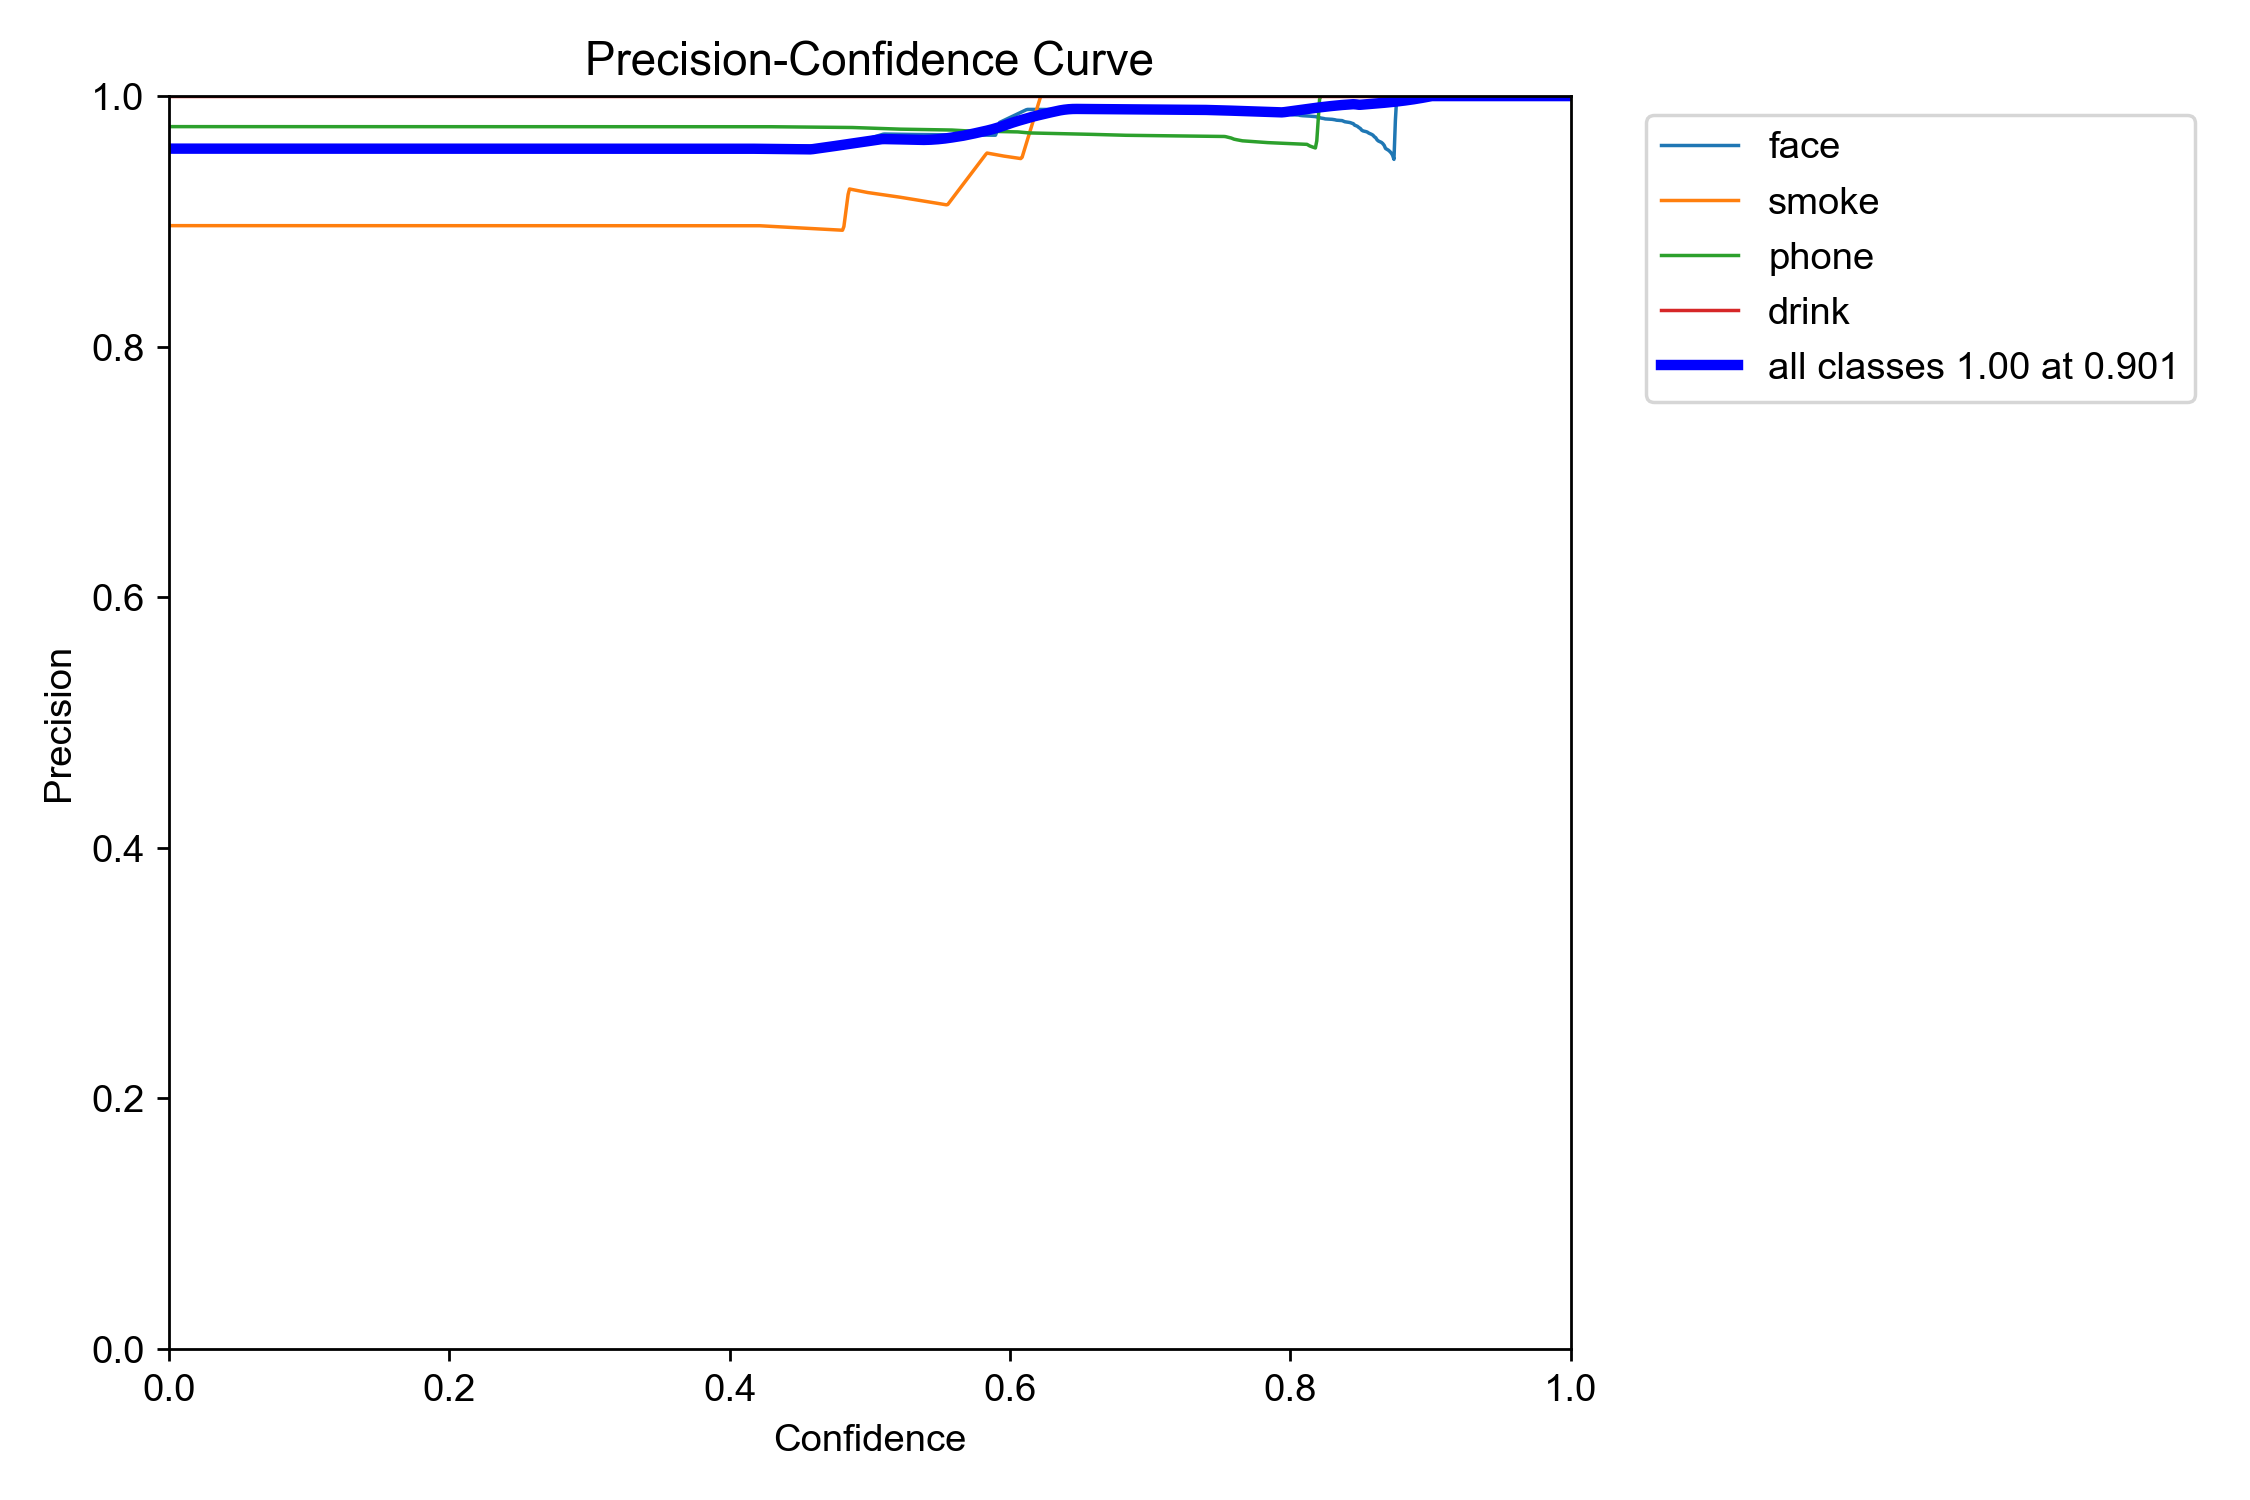 Precision-Confidence Curve
1.0
0.8
0.6
0.4
0.2
0.0
Precision
0.0 0.2 0.4 0.6 0.8 1.0
Confidence
face
smoke
phone
drink
all classes 1.00 at 0.901